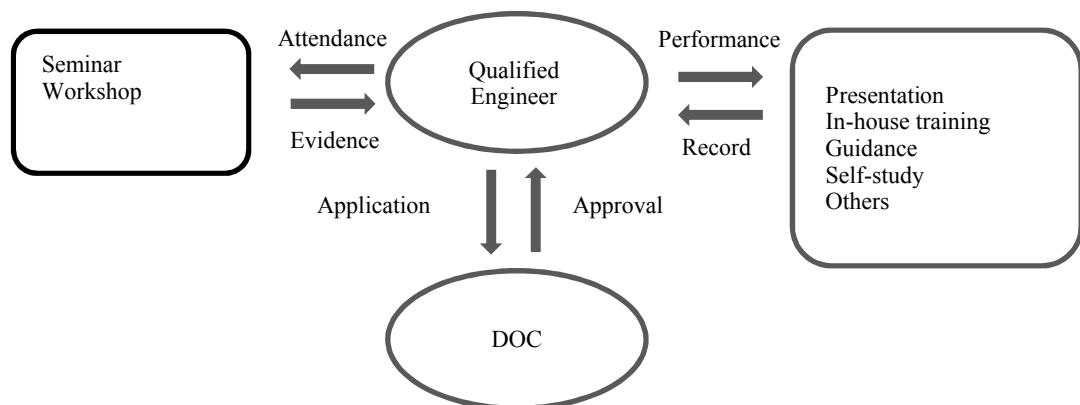 Attendance
Performance
Seminar
Workshop
Qualified
Engineer
Presentation
In-house training
Guidance
Self-study
Others
Evidence
Record
Application
Approval
DOC